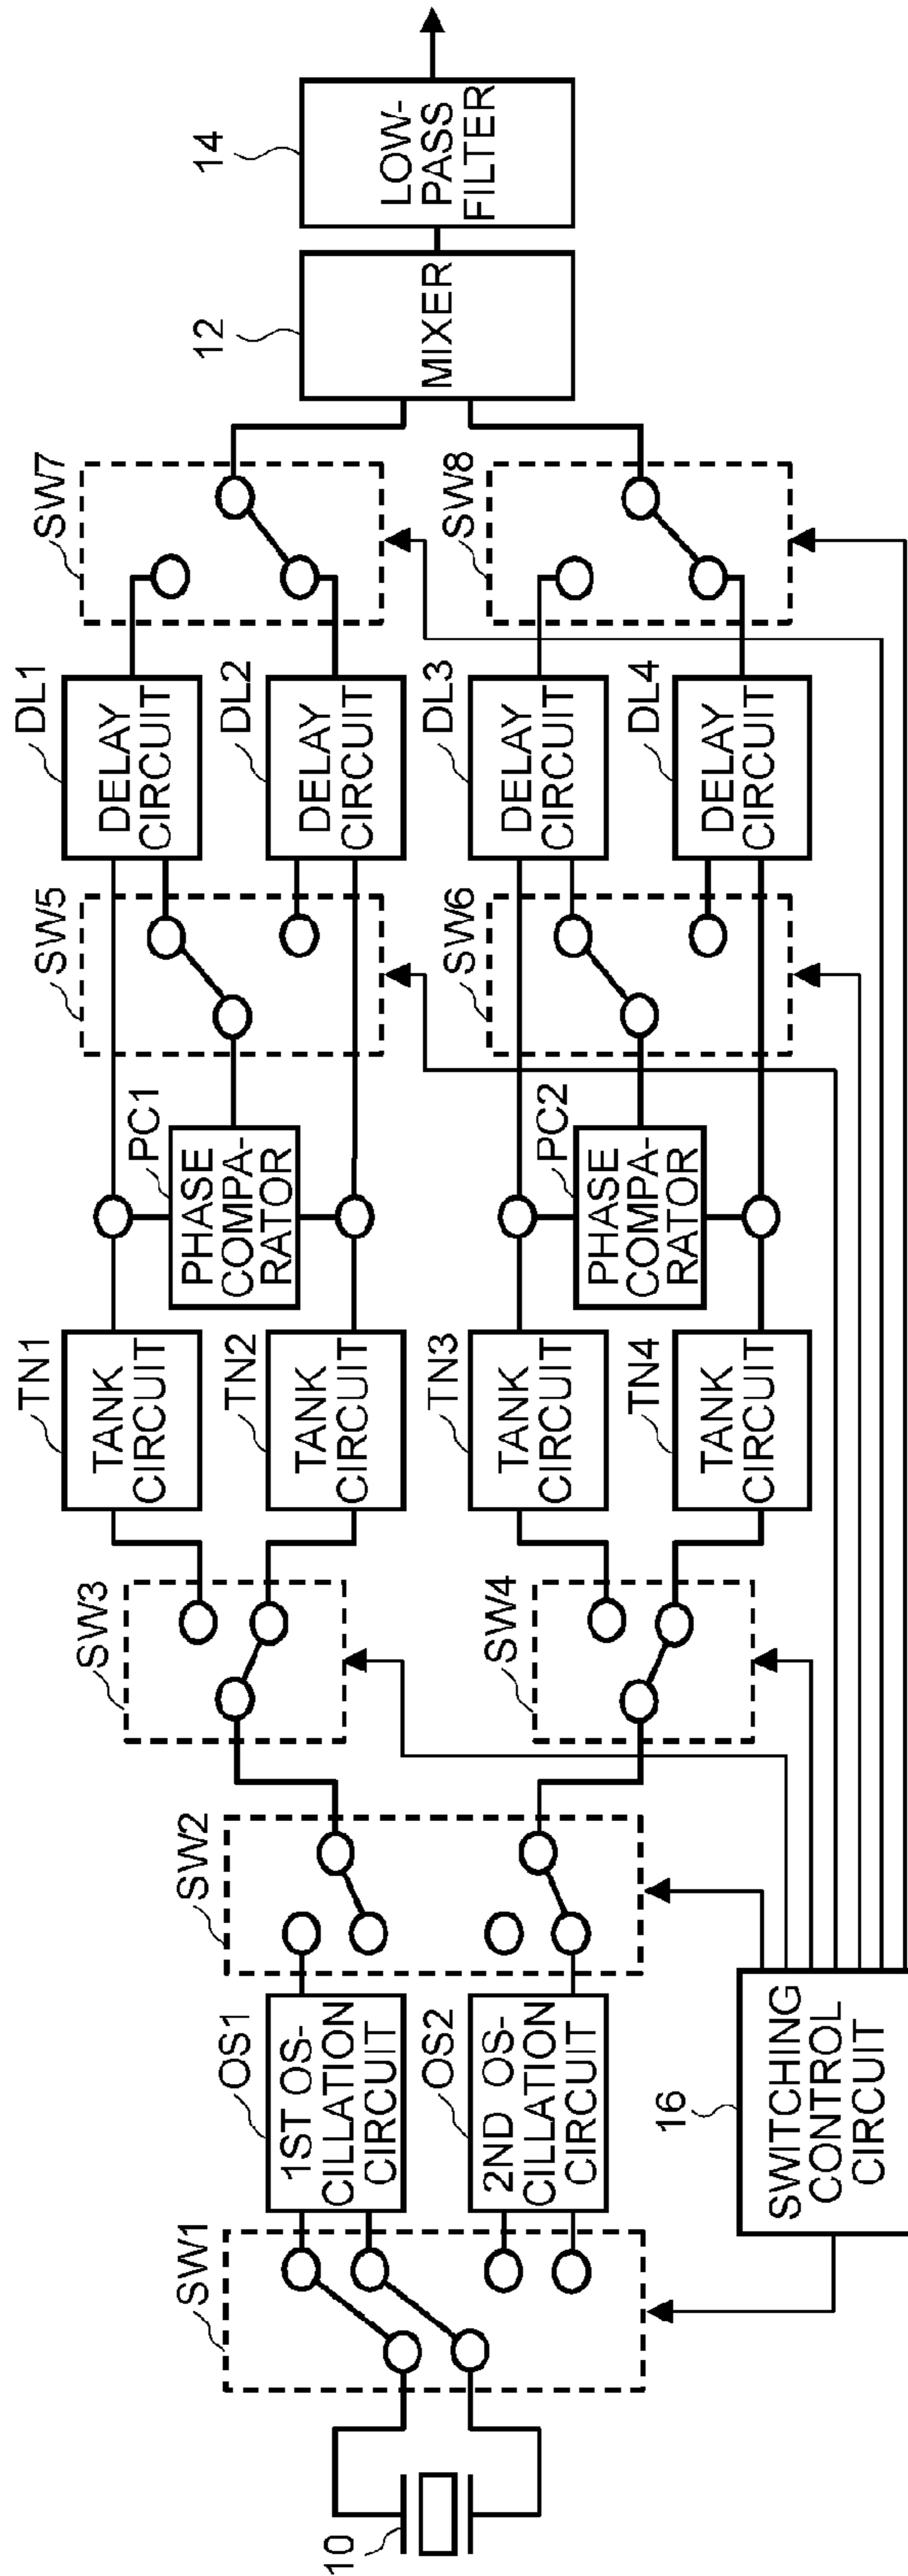 10
SW1
1ST OS-
CILLATION
CIRCUIT
OS1
2ND OS-
CILLATION
CIRCUIT
OS2
SW2
SW3
SW4
TN1
TANK
CIRCUIT
TN2
TANK
CIRCUIT
TN3
TANK
CIRCUIT
TN4
TANK
CIRCUIT
PC1
PHASE
COMPA-
RATOR
PC2
PHASE
COMPA-
RATOR
SW5
SW6
DL1
DELAY
CIRCUIT
DL2
DELAY
CIRCUIT
DL3
DELAY
CIRCUIT
DL4
DELAY
CIRCUIT
SW7
SW8
12
MIXER
14
LOW-
PASS
FILTER
16
SWITCHING
CONTROL
CIRCUIT